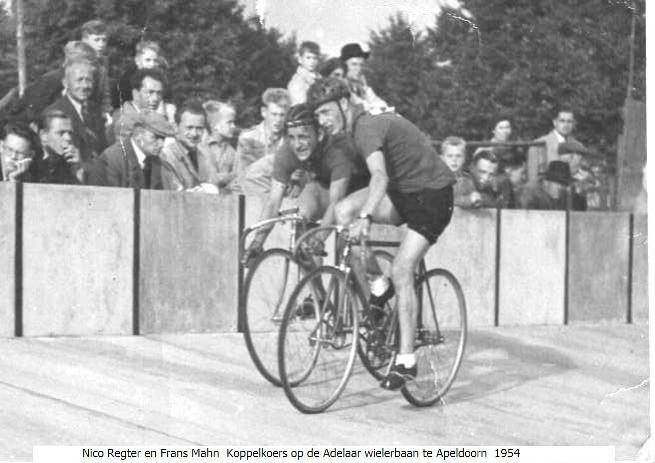 Nico Regter en Frans Mahn Koppelkoers op de Adelaar wielerbaan te Apeldoorn 1954